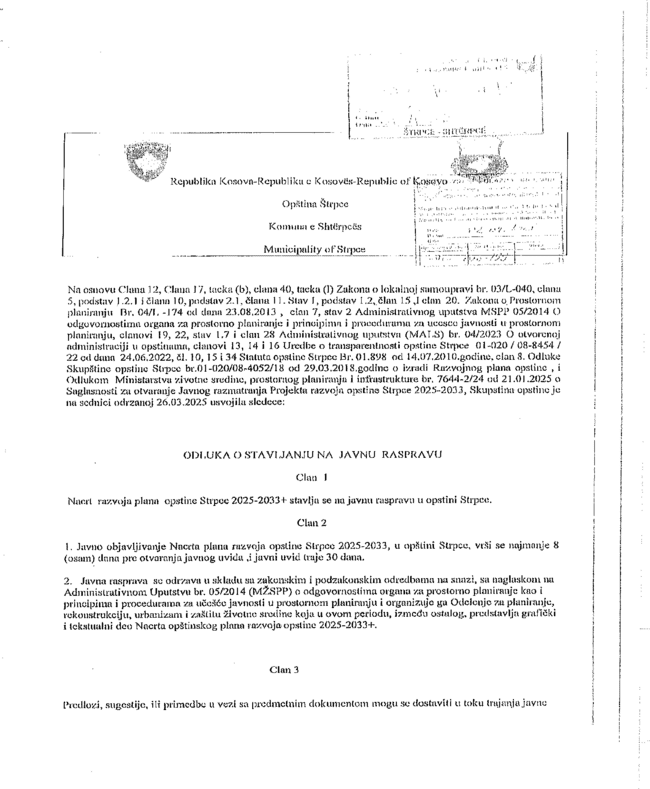 ŠTRPCE - SHTËRPCË
Republika Kosova-Republika e Kosovës-Republic of Kosovo
Opština Štrpce
Komuna e Shtërpcës
Municipality of Strpce
Na osnovu Clana 12, Clana 17, tacka (b), clana 40, tacka (l) Zakona o lokalnoj samoupravi br. 03/L-040, clana
5, podstav 1.2.1 i člana 10, podstav 2.1, člana 11. Stav 1, podstav 1.2, član 15 ,i clan 20. Zakona o Prostornom
planiranju Br. 04/L -174 od dana 23.08.2013 , clan 7, stav 2 Administrativnog uputstva MSPP 05/2014 O
odgovornostima organa za prostorno planiranje i principima i procedurama za ucesce javnosti u prostornom
planiranju, clanovi 19, 22, stav 1.7 i clan 28 Administrativnog uputstva (MALS) br. 04/2023 O otvorenoj
administraciji u opstinama, clanovi 13, 14 i 16 Uredbe o transparentnosti opstine Strpce 01-020 / 08-8454 /
22 od dana 24.06.2022, čl. 10, 15 i 34 Statuta opstine Strpce Br. 01.898 od 14.07.2010.godine, clan 8. Odluke
Skupštine opstine Strpce br.01-020/08-4052/18 od 29.03.2018.godine o izradi Razvojnog plana opstine , i
Odlukom Ministarstva zivotne sredine, prostornog planiranja i infrastrukture br. 7644-2/24 od 21.01.2025 o
Saglasnosti za otvaranje Javnog razmatranja Projekta razvoja opstine Strpce 2025-2033, Skupstina opstine je
na sednici odrzanoj 26.03.2025 usvojila sledece:
ODLUKA O STAVLJANJU NA JAVNU RASPRAVU
Clan 1
Nacrt razvoja plana opstine Strpce 2025-2033+ stavlja se na javnu raspravu u opstini Strpce.
Clan 2
1. Javno objavljivanje Nacrta plana razvoja opstine Strpce 2025-2033, u opštini Strpce, vrši se najmanje 8
(osam) dana pre otvaranja javnog uvida ,i javni uvid traje 30 dana.
2. Javna rasprava se odrzava u skladu sa zakonskim i podzakonskim odredbama na snazi, sa naglaskom na
Administrativnom Uputstvu br. 05/2014 (MŽSPP) o odgovornostima organa za prostorno planiranje kao i
principima i procedurama za učešće javnosti u prostornom planiranju i organizuje ga Odelenje za planiranje,
rekonstrukciju, urbanizam i zaštitu životne sredine koja u ovom periodu, između ostalog, predstavlja grafički
i tekstualni deo Nacrta opštinskog plana razvoja opstine 2025-2033+.
Clan 3
Predlozi, sugestije, ili primedbe u vezi sa predmetnim dokumentom mogu se dostaviti u toku trajanja javne